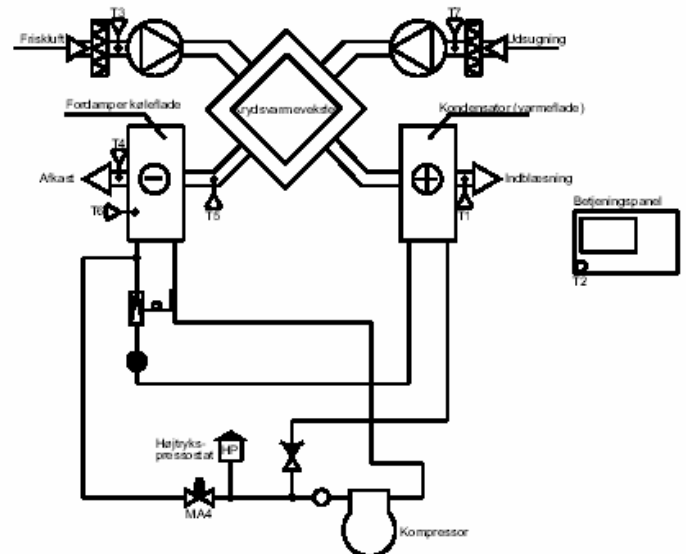 T3
T7
Friskluft
Udsugning
Fordamper køleflade
Krydsvarmeveksler
Kondensator (varmeflade)
T4
Afkast
Indblæsning
T6
T5
T1
Betjeningspanel
T2
Højtryks-
pressostat
HP
MA4
Kompressor